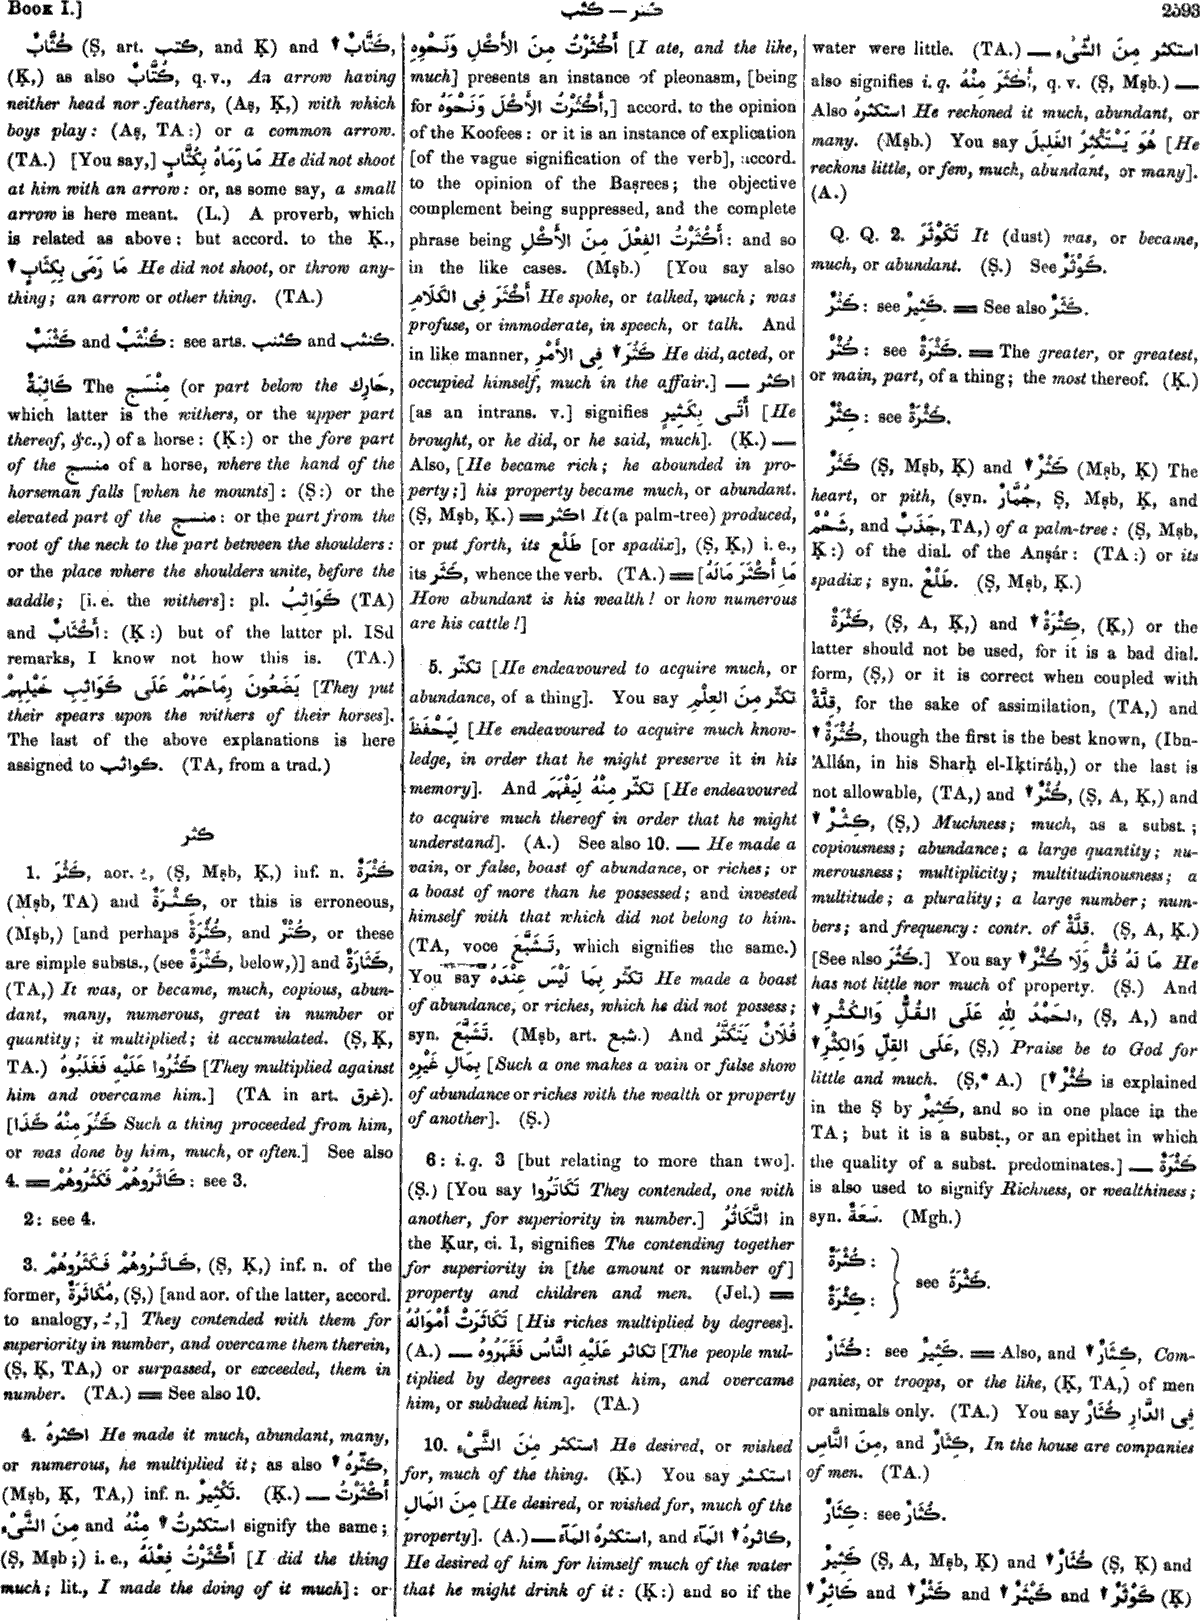 Book I.]
كثب — كثر
2593
كُثَّابٌ (Ṣ, art. كتب, and Ḳ) and ↓ كَثَّابٌ,
(Ḳ,) as also كُتَّابٌ, q. v., An arrow having
neither head nor feathers, (Aṣ, Ḳ,) with which
boys play: (Aṣ, TA:) or a common arrow.
(TA.) [You say,] مَا رَمَاهُ بِكُثَّابٍ He did not shoot
at him with an arrow: or, as some say, a small
arrow is here meant. (L.) A proverb, which
is related as above: but accord. to the Ḳ.,
↓ مَا رَمَى بِكِثَابٍ He did not shoot, or throw any-
thing; an arrow or other thing. (TA.)
كَثْنَبٌ and كَنْثَبٌ: see arts. كثنب and كنثب.
كَاثِبَةٌ The مِنْسَج (or part below the حَارِك,
which latter is the withers, or the upper part
thereof, &c.,) of a horse: (Ḳ:) or the fore part
of the منسج of a horse, where the hand of the
horseman falls [when he mounts]: (Ṣ:) or the
elevated part of the منسج: or the part from the
root of the neck to the part between the shoulders:
or the place where the shoulders unite, before the
saddle; [i. e. the withers]: pl. كَوَاثِبُ (TA)
and أَكْثَابٌ: (Ḳ:) but of the latter pl. ISd
remarks, I know not how this is. (TA.)
يَضَعُونَ رِمَاحَهُمْ عَلَى كَوَاثِبِ خَيْلِهِمْ [They put
their spears upon the withers of their horses].
The last of the above explanations is here
assigned to كواثب. (TA, from a trad.)
كثر
1. كَثُرَ, aor. ـُ, (Ṣ, Mṣb, Ḳ,) inf. n. كَثْرَةٌ
(Mṣb, TA) and كِثْرَةٌ, or this is erroneous,
(Mṣb,) [and perhaps كُثْرَةٌ, and كُثْرٌ, or these
are simple substs., (see كَثْرَةٌ, below,)] and كَثَارَةٌ,
(TA,) It was, or became, much, copious, abun-
dant, many, numerous, great in number or
quantity; it multiplied; it accumulated. (Ṣ, Ḳ,
TA.) كَثُرُوا عَلَيْهِ فَغَلَبُوهُ [They multiplied against
him and overcame him.] (TA in art. غرق).
[كَثُرَ مِنْهُ كَذَا Such a thing proceeded from him,
or was done by him, much, or often.] See also
4. ═ كَاثَرُوهُمْ فَكَثَرُوهُمْ: see 3.
2: see 4.
3. كَاثَرُوهُمْ فَكَثَرُوهُمْ, (Ṣ, Ḳ,) inf. n. of the
former, مُكَاثَرَةٌ, (Ṣ,) [and aor. of the latter, accord.
to analogy, ـُ,] They contended with them for
superiority in number, and overcame them therein,
(Ṣ, Ḳ, TA,) or surpassed, or exceeded, them in
number. (TA.) ═ See also 10.
4. اكثرهُ He made it much, abundant, many,
or numerous, he multiplied it; as also ↓ كثّرهُ,
(Mṣb, Ḳ, TA,) inf. n. تَكْثِيرٌ. (Ḳ.) — أَكْثَرْتُ
مِنَ الشَّىْءِ and مِنْهُ ↓ استكثرتُ signify the same;
(Ṣ, Mṣb;) i. e., أَكْثَرْتُ فِعْلَهُ [I did the thing
much; lit., I made the doing of it much]: or
أَكْثَرْتُ مِنَ الأَكْلِ وَنَحْوِهِ [I ate, and the like,
much] presents an instance of pleonasm, [being
for أَكْثَرْتُ الأَكْلَ وَنَحْوَهُ,] accord. to the opinion
of the Koofees: or it is an instance of explication
[of the vague signification of the verb], accord.
to the opinion of the Baṣrees; the objective
complement being suppressed, and the complete
phrase being أَكْثَرْتُ الفِعْلَ مِنَ الأَكْلِ: and so
in the like cases. (Mṣb.) [You say also
أَكْثَرَ فِى الكَلَامِ He spoke, or talked, much; was
profuse, or immoderate, in speech, or talk. And
in like manner, كَثَّرَ ↓ فِى الأَمْرِ He did, acted, or
occupied himself, much in the affair.] — اكثر
[as an intrans. v.] signifies أَتَى بِكَثِيرٍ [He
brought, or he did, or he said, much]. (Ḳ.) —
Also, [He became rich; he abounded in pro-
perty;] his property became much, or abundant.
(Ṣ, Mṣb, Ḳ.) ═ اكثر It (a palm-tree) produced,
or put forth, its طَلْع [or spadix], (Ṣ, Ḳ,) i. e.,
its كَثَر, whence the verb. (TA.) ═ [مَا أَكْثَرَ مَالَهُ
How abundant is his wealth! or how numerous
are his cattle!]
5. تكثّر [He endeavoured to acquire much, or
abundance, of a thing]. You say تكثّر مِنَ العِلْمِ
لِيَحْفَظَ [He endeavoured to acquire much know-
ledge, in order that he might preserve it in his
memory]. And تكثّر مِنْهُ لِيَفْهَمَ [He endeavoured
to acquire much thereof in order that he might
understand]. (A.) See also 10. — He made a
vain, or false, boast of abundance, or riches; or
a boast of more than he possessed; and invested
himself with that which did not belong to him.
(TA, voce تَشَبَّعَ, which signifies the same.)
You say تكثّر بِمَا لَيْسَ عِنْدَهُ He made a boast
of abundance, or riches, which he did not possess;
syn. تَشَبَّعَ. (Mṣb, art. شبع.) And فُلَانٌ يَتَكَثَّرُ
بِمَالِ غَيْرِهِ [Such a one makes a vain or false show
of abundance or riches with the wealth or property
of another]. (Ṣ.)
6: i. q. 3 [but relating to more than two].
(Ṣ.) [You say تَكَاثَرُوا They contended, one with
another, for superiority in number.] التَّكَاثُرُ in
the Ḳur, ci. 1, signifies The contending together
for superiority in [the amount or number of]
property and children and men. (Jel.) ═
تَكَاثَرَتْ أَمْوَالُهُ [His riches multiplied by degrees].
(A.) — تكاثر عَلَيْهِ النَّاسُ فَقَهَرُوهُ [The people mul-
tiplied by degrees against him, and overcame
him, or subdued him]. (TA.)
10. استكثر مِنَ الشَّىْءِ He desired, or wished
for, much of the thing. (Ḳ.) You say استكثر
مِنَ المَالِ [He desired, or wished for, much of the
property]. (A.) — استكثرهُ المَآءَ, and كاثرهُ ↓ المَآءَ,
He desired of him for himself much of the water
that he might drink of it: (Ḳ:) and so if the
water were little. (TA.) — استكثر مِنَ الشَّىْءِ
also signifies i. q. أَكْثَرَ مِنْهُ, q. v. (Ṣ, Mṣb.) —
Also استكثرهُ He reckoned it much, abundant, or
many. (Mṣb.) You say هُوَ يَسْتَكْثِرُ القَلِيلَ [He
reckons little, or few, much, abundant, or many].
(A.)
Q. Q. 2. تَكَوْثَرَ It (dust) was, or became,
much, or abundant. (Ṣ.) See كَوْثَرٌ.
كَثْرٌ: see كَثِيرٌ. ═ See also كَثَرٌ.
كُثْرٌ: see كَثْرَةٌ. ═ The greater, or greatest,
or main, part, of a thing; the most thereof. (Ḳ.)
كِثْرٌ: see كَثْرَةٌ.
كَثَرٌ (Ṣ, Mṣb, Ḳ) and ↓ كَثْرٌ (Mṣb, Ḳ) The
heart, or pith, (syn. جُمَّارٌ, Ṣ, Mṣb, Ḳ, and
شَحْمٌ, and جَذَبٌ, TA,) of a palm-tree: (Ṣ, Mṣb,
Ḳ:) of the dial. of the Anṣár: (TA:) or its
spadix; syn. طَلْعٌ. (Ṣ, Mṣb, Ḳ.)
كَثْرَةٌ, (Ṣ, A, Ḳ,) and ↓ كِثْرَةٌ, (Ḳ,) or the
latter should not be used, for it is a bad dial.
form, (Ṣ,) or it is correct when coupled with
قِلَّةٌ, for the sake of assimilation, (TA,) and
↓ كُثْرَةٌ, though the first is the best known, (Ibn-
'Allán, in his Sharḥ el-Iḳtiráḥ,) or the last is
not allowable, (TA,) and ↓ كُثْرٌ, (Ṣ, A, Ḳ,) and
↓ كِثْرٌ, (Ṣ,) Muchness; much, as a subst.;
copiousness; abundance; a large quantity; nu-
merousness; multiplicity; multitudinousness; a
multitude; a plurality; a large number; num-
bers; and frequency: contr. of قِلَّةٌ. (Ṣ, A, Ḳ.)
[See also كَثُرَ.] You say مَا لَهُ قُلٌّ وَلَا كُثْرٌ ↓ He
has not little nor much of property. (Ṣ.) And
الحَمْدُ لِلّٰهِ عَلَى القُلِّ وَالكُثْرِ ↓, (Ṣ, A,) and
عَلَى القِلِّ وَالكِثْرِ ↓, (Ṣ,) Praise be to God for
little and much. (Ṣ,* A.) [↓ كُثْرٌ is explained
in the Ṣ by كَثِيرٌ, and so in one place in the
TA; but it is a subst., or an epithet in which
the quality of a subst. predominates.] — كَثْرَةٌ
is also used to signify Richness, or wealthiness;
syn. سَعَةٌ. (Mgh.)
كُثْرَةٌ:
كِثْرَةٌ:
see كَثْرَةٌ.
كُثَارٌ: see كَثِيرٌ. ═ Also, and ↓ كِثَارٌ, Com-
panies, or troops, or the like, (Ḳ, TA,) of men
or animals only. (TA.) You say فِى الدَّارِ كُثَارٌ
مِنَ النَّاسِ, and كِثَارٌ, In the house are companies
of men. (TA.)
كِثَارٌ: see كُثَارٌ.
كَثِيرٌ (Ṣ, A, Mṣb, Ḳ) and ↓ كُثَارٌ (Ṣ, Ḳ) and
↓ كَاثِرٌ and ↓ كَثْرٌ and ↓ كَيْثَرٌ and ↓ كَوْثَرٌ (Ḳ)